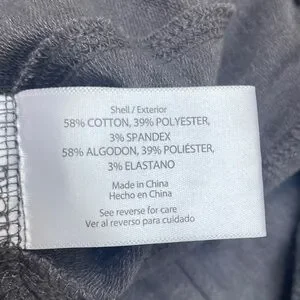 Shell / Exterior
58% COTTON, 39% POLYESTER,
3% SPANDEX
58% ALGODON, 39% POLIÉSTER,
3% ELASTANO
Made in China
Hecho en China
See reverse for care
Ver al reverso para cuidado